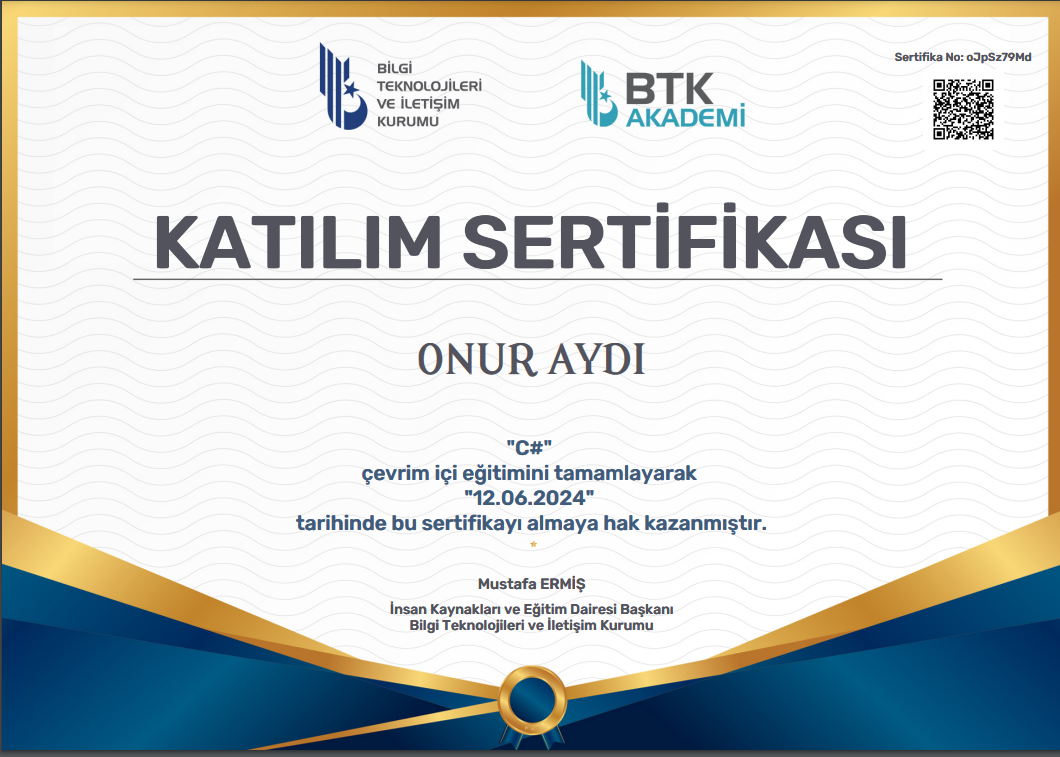 BİLGİ
TEKNOLOJİLERİ
VE İLETİŞİM
KURUMU
BTK
AKADEMİ
Sertifika No: oJpSz79Md
KATILIM SERTİFİKASI
ONUR AYDI
"C#"
çevrim içi eğitimini tamamlayarak
"12.06.2024"
tarihinde bu sertifikayı almaya hak kazanmıştır.
Mustafa ERMİŞ
İnsan Kaynakları ve Eğitim Dairesi Başkanı
Bilgi Teknolojileri ve İletişim Kurumu